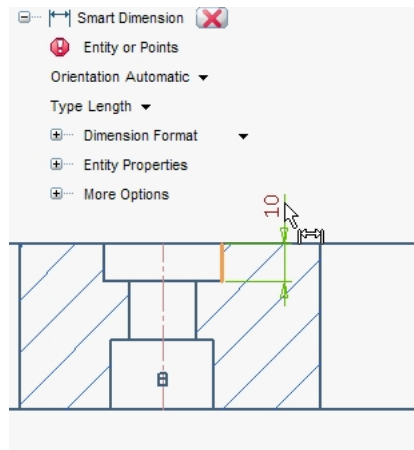 Smart Dimension
Entity or Points
Orientation Automatic
Type Length
Dimension Format
Entity Properties
More Options
10